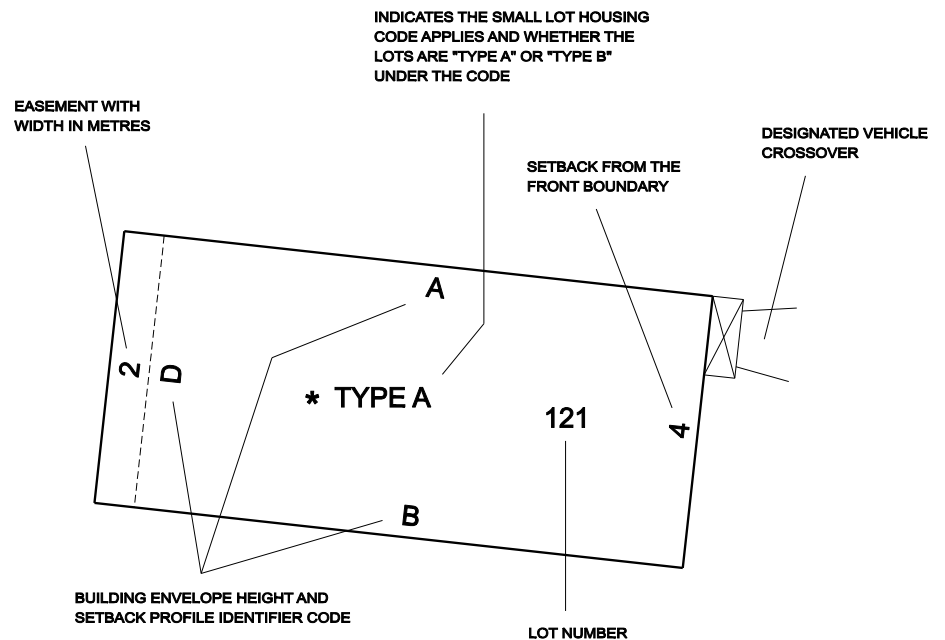 INDICATES THE SMALL LOT HOUSING
CODE APPLIES AND WHETHER THE
LOTS ARE "TYPE A" OR "TYPE B"
UNDER THE CODE
EASEMENT WITH
WIDTH IN METRES
DESIGNATED VEHICLE
CROSSOVER
SETBACK FROM THE
FRONT BOUNDARY
A
2
D
* TYPE A
121
4
B
BUILDING ENVELOPE HEIGHT AND
SETBACK PROFILE IDENTIFIER CODE
LOT NUMBER